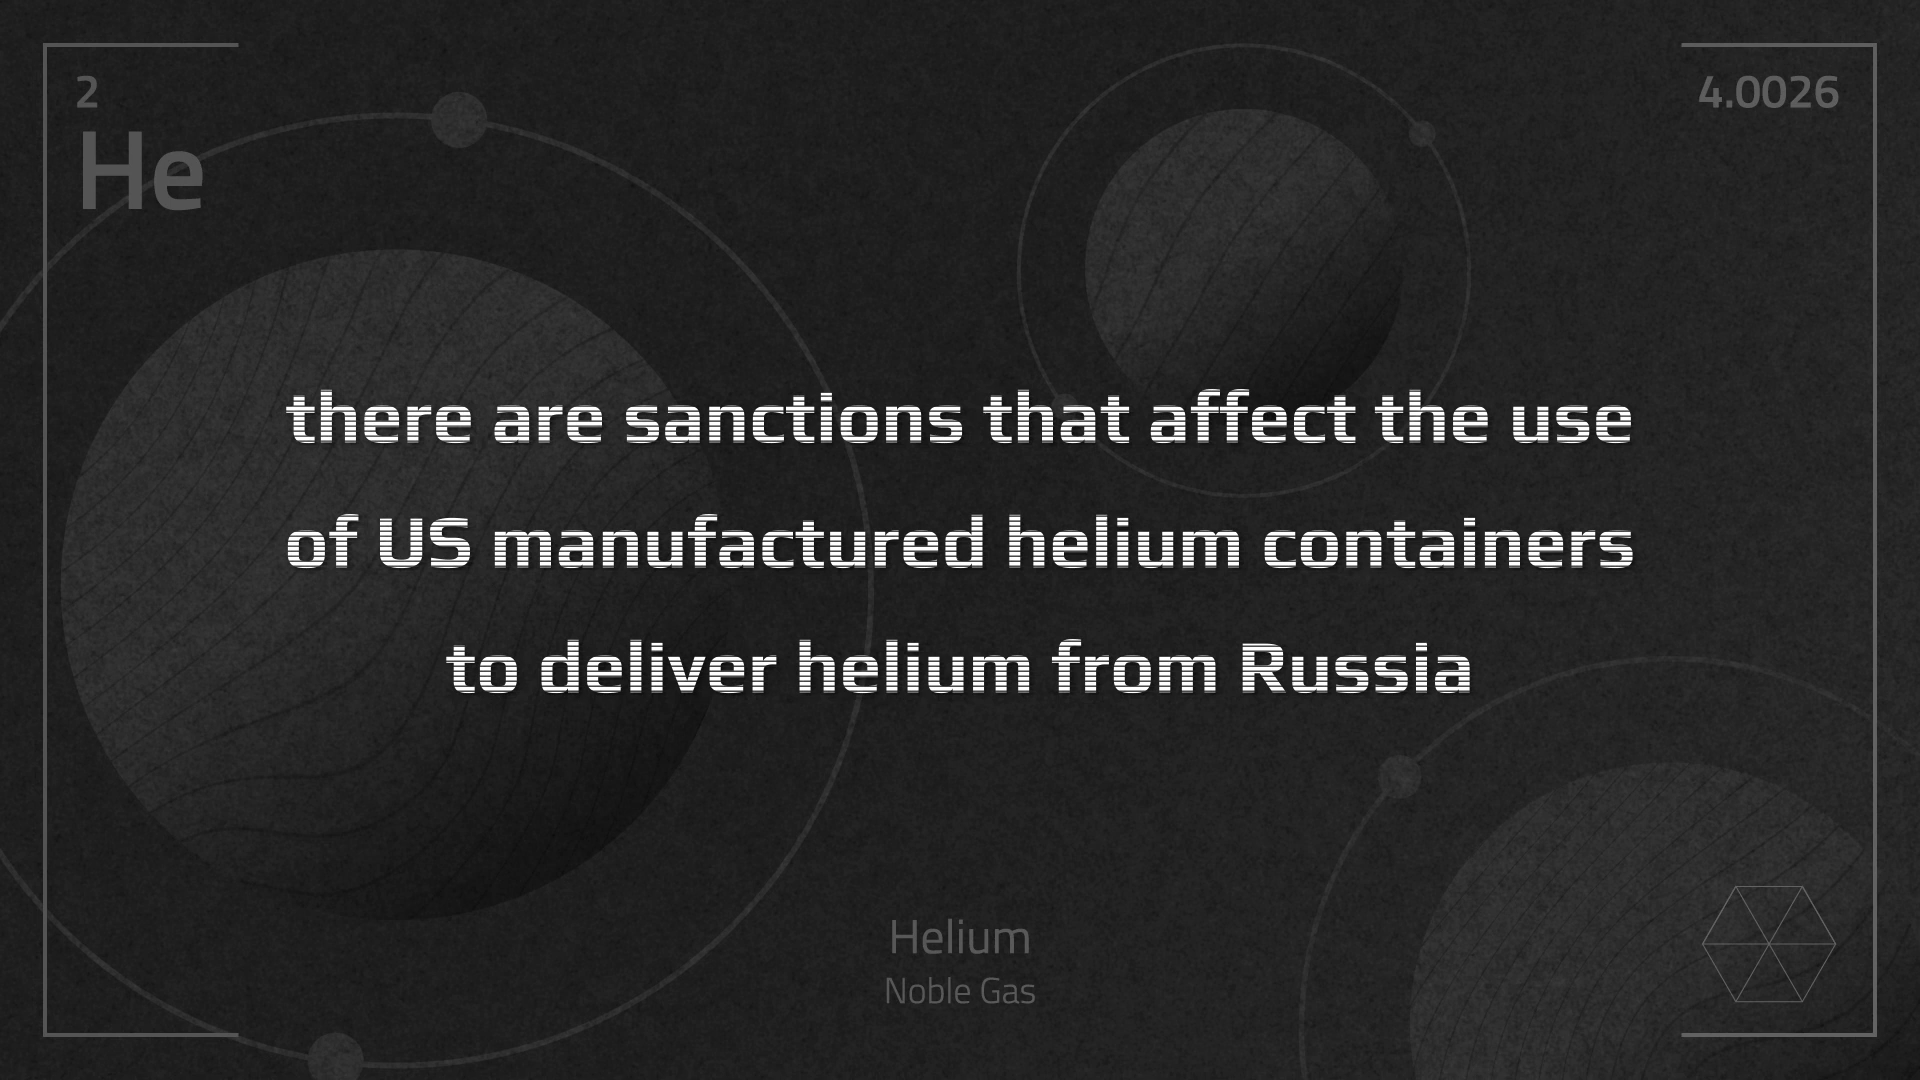 2
He
4.0026
there are sanctions that affect the use
of US manufactured helium containers
to deliver helium from Russia
Helium
Noble Gas